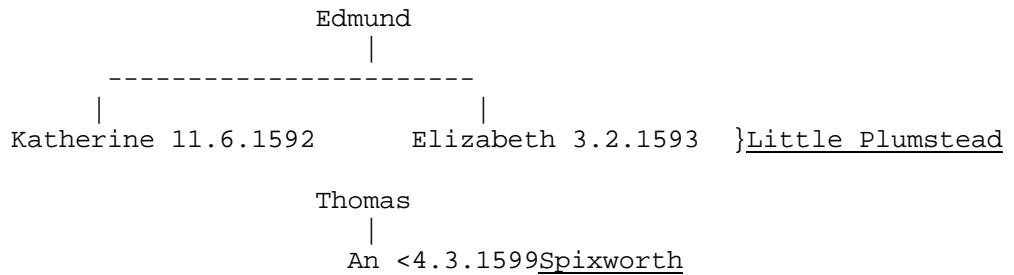 Edmund
Katherine 11.6.1592 Elizabeth 3.2.1593 }Little Plumstead
Thomas
An <4.3.1599Spixworth